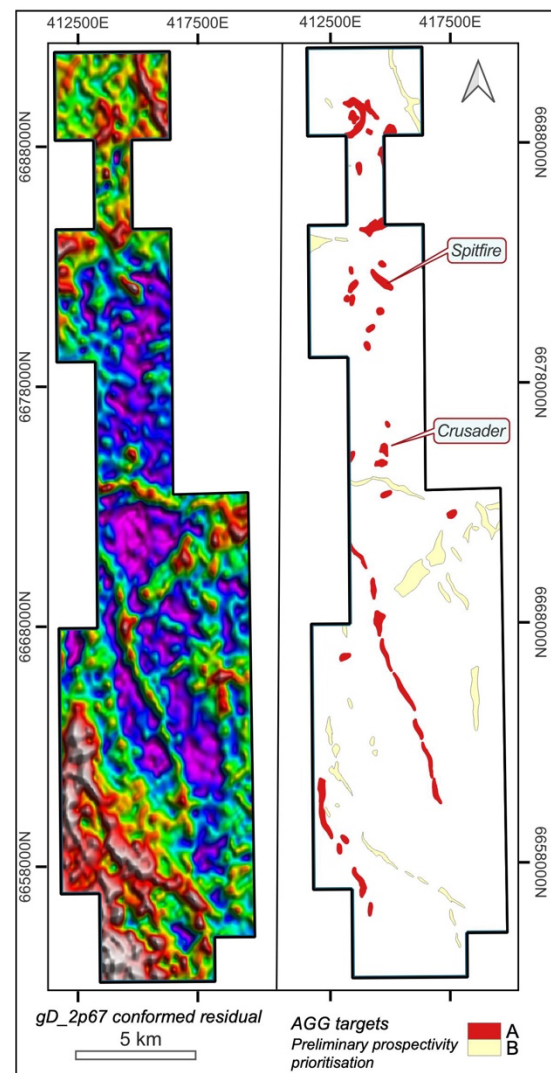 412500E
417500E
412500E
417500E
6688000N
6688000N
Spitfire
6678000N
6678000N
Crusader
6668000N
6668000N
6658000N
6658000N
gD_2p67 conformed residual
5 km
AGG targets
Preliminary prospectivity
prioritisation
A
B